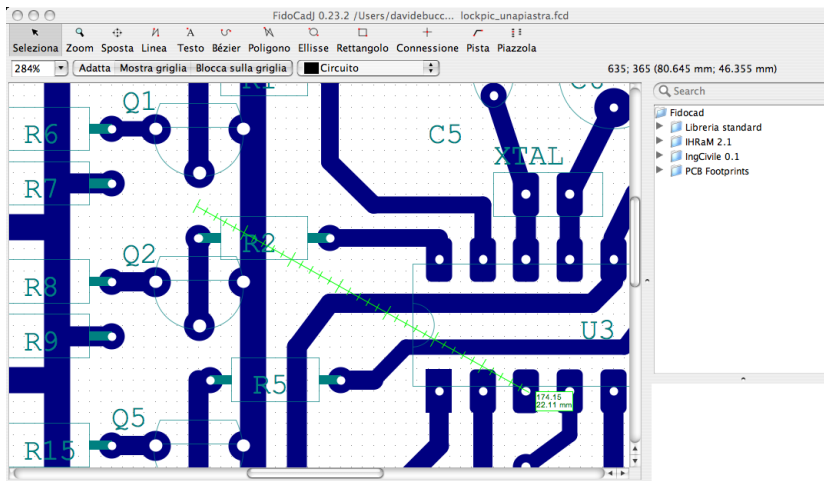 FidoCadJ 0.23.2 /Users/davidebucc... lockpic_unapiastra.fcd
Seleziona Zoom Sposta Linea Testo Bézier Poligono Ellisse Rettangolo Connessione Pista Piazzola
284% Adatta Mostra griglia Blocca sulla griglia Circuito 635; 365 (80.645 mm; 46.355 mm)
Search
Fidocad
Libreria standard
IHRaM 2.1
IngCivile 0.1
PCB Footprints
Q1
R6
C5
XTAL
R7
R2
Q2
R8
U3
R9
R5
174.15
22.11 mm
Q5
R15